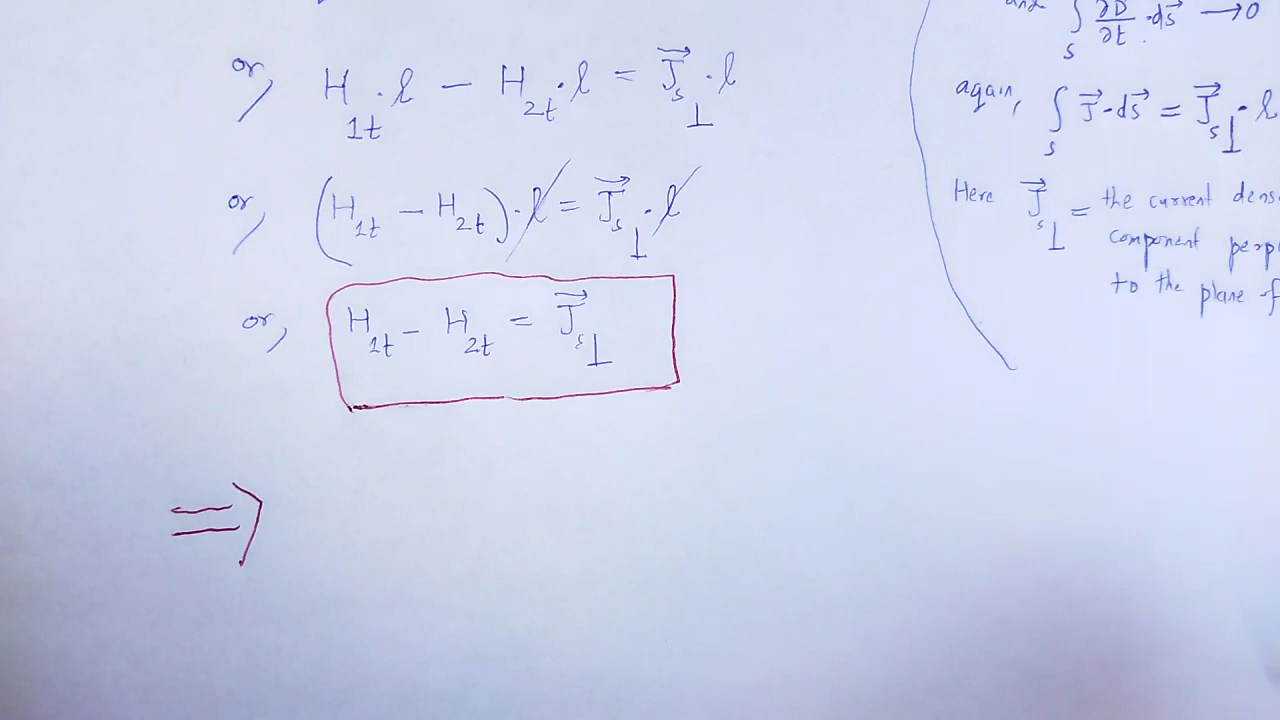 or, H₁ₜ · l − H₂ₜ · l = J⃗ₛ⊥ · l
or, (H₁ₜ − H₂ₜ) · l = J⃗ₛ⊥ · l
or, H₁ₜ − H₂ₜ = J⃗ₛ⊥
⇒
∫ₛ ∂D/∂t · ds⃗ → 0
again, ∫ₛ J⃗ · ds⃗ = J⃗ₛ⊥ · l
Here J⃗ₛ⊥ = the current dens
component perp
to the plane